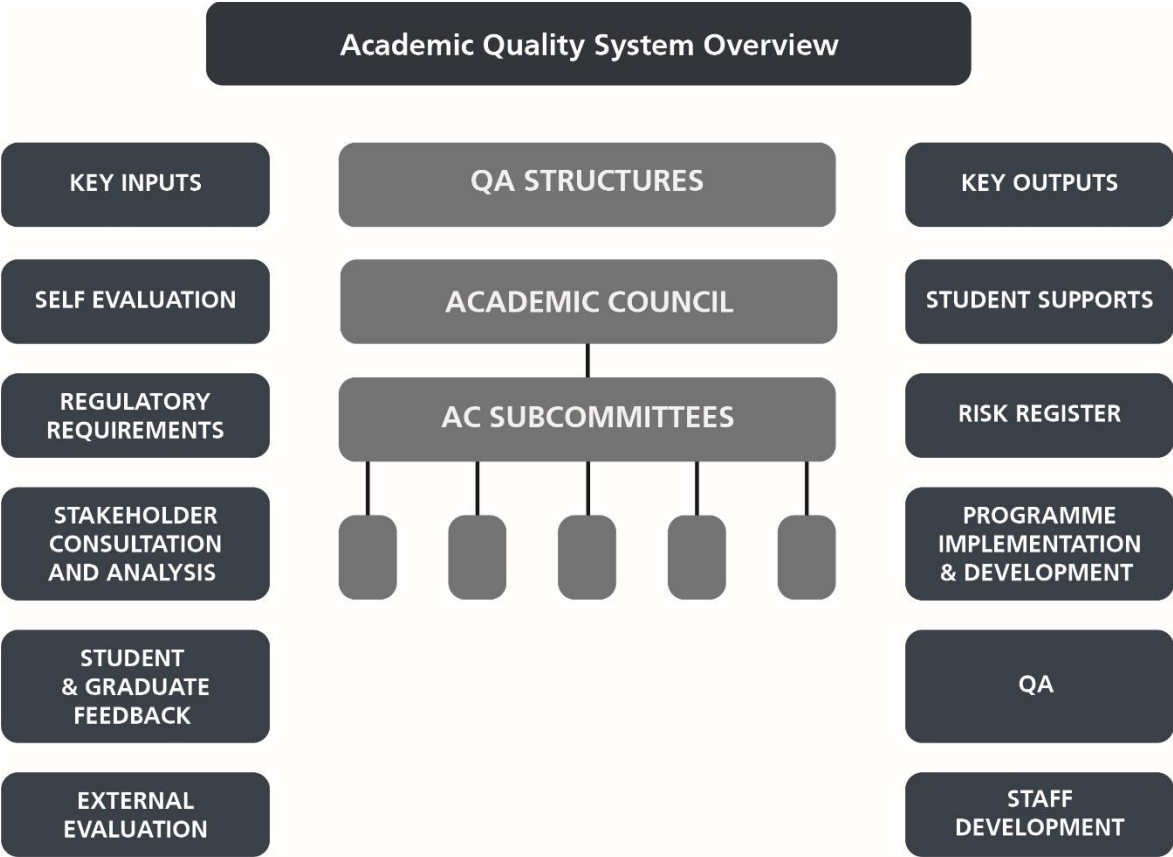 Academic Quality System Overview
KEY INPUTS
SELF EVALUATION
REGULATORY
REQUIREMENTS
STAKEHOLDER
CONSULTATION
AND ANALYSIS
STUDENT
& GRADUATE
FEEDBACK
EXTERNAL
EVALUATION
QA STRUCTURES
ACADEMIC COUNCIL
AC SUBCOMMITTEES
KEY OUTPUTS
STUDENT SUPPORTS
RISK REGISTER
PROGRAMME
IMPLEMENTATION
& DEVELOPMENT
QA
STAFF
DEVELOPMENT